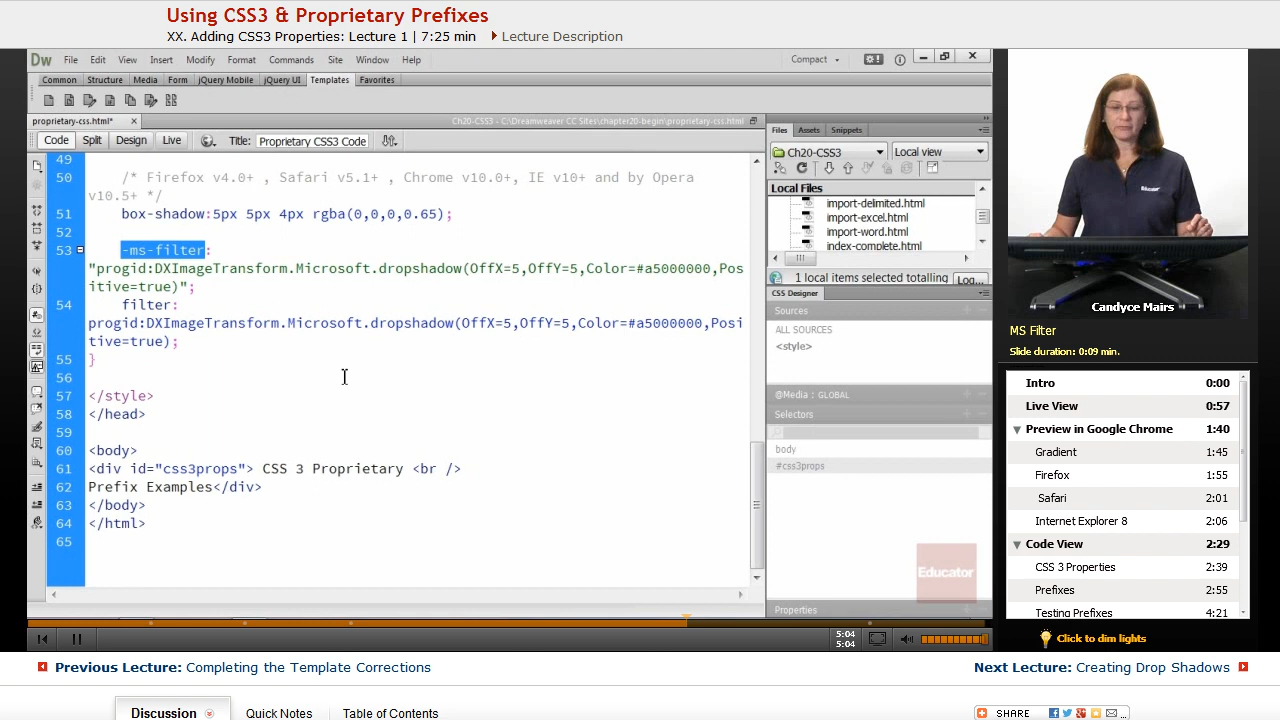 Using CSS3 & Proprietary Prefixes
XX. Adding CSS3 Properties: Lecture 1 | 7:25 min
Lecture Description
Dw File Edit View Insert Modify Format Commands Site Window Help
Compact
Common Structure Media Form jQuery Mobile jQuery UI Templates Favorites
proprietary-css.html*
Ch20-CSS3 - C:\Dreamweaver CC Sites\chapter20-begin\proprietary-css.html
Code Split Design Live Title: Proprietary CSS3 Code
49
50 /* Firefox v4.0+ , Safari v5.1+ , Chrome v10.0+, IE v10+ and by Opera
v10.5+ */
51 box-shadow:5px 5px 4px rgba(0,0,0,0.65);
52
53 -ms-filter:
"progid:DXImageTransform.Microsoft.dropshadow(OffX=5,OffY=5,Color=#a5000000,Pos
itive=true)";
54 filter:
progid:DXImageTransform.Microsoft.dropshadow(OffX=5,OffY=5,Color=#a5000000,Posi
tive=true);
55 }
56
57 </style>
58 </head>
59
60 <body>
61 <div id="css3props"> CSS 3 Proprietary <br />
62 Prefix Examples</div>
63 </body>
64 </html>
65
Files Assets Snippets
Ch20-CSS3 Local view
Local Files
import-delimited.html
import-excel.html
import-word.html
index-complete.html
1 local items selected totalling Log...
CSS Designer
Sources
ALL SOURCES
<style>
@Media : GLOBAL
Selectors
body
#css3props
Educator
Properties
5:04
5:04
Educator
Candyce Mairs
MS Filter
Slide duration: 0:09 min.
Intro 0:00
Live View 0:57
Preview in Google Chrome 1:40
Gradient 1:45
Firefox 1:55
Safari 2:01
Internet Explorer 8 2:06
Code View 2:29
CSS 3 Properties 2:39
Prefixes 2:55
Testing Prefixes 4:21
Click to dim lights
Previous Lecture: Completing the Template Corrections
Next Lecture: Creating Drop Shadows
Discussion Quick Notes Table of Contents
SHARE